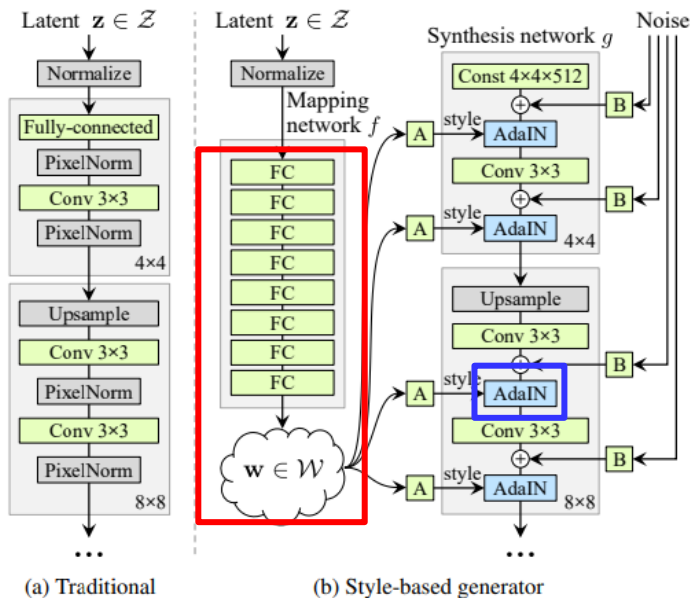 Latent z ∈ 𝒵
Normalize
Fully-connected
PixelNorm
Conv 3×3
PixelNorm
4×4
Upsample
Conv 3×3
PixelNorm
Conv 3×3
PixelNorm
8×8
...
(a) Traditional
Latent z ∈ 𝒵
Normalize
Mapping
network f
FC
FC
FC
FC
FC
FC
FC
FC
w ∈ 𝒲
Noise
Synthesis network g
Const 4×4×512
B
A
style
AdaIN
Conv 3×3
B
A
style
AdaIN
4×4
Upsample
Conv 3×3
B
A
style
AdaIN
Conv 3×3
B
A
style
AdaIN
8×8
...
(b) Style-based generator